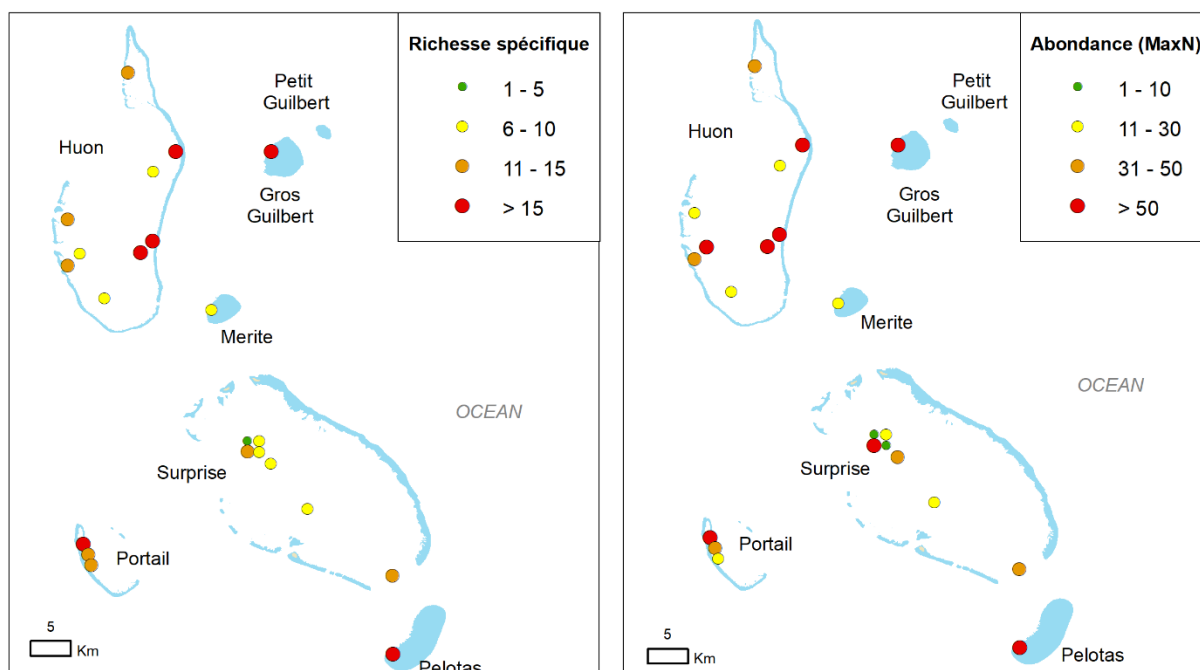 Richesse spécifique
1 - 5
6 - 10
11 - 15
> 15
Petit
Guilbert
Huon
Gros
Guilbert
Merite
OCEAN
Surprise
Portail
5
Km
Pelotas
Abondance (MaxN)
1 - 10
11 - 30
31 - 50
> 50
Petit
Guilbert
Huon
Gros
Guilbert
Merite
OCEAN
Surprise
Portail
5
Km
Pelotas